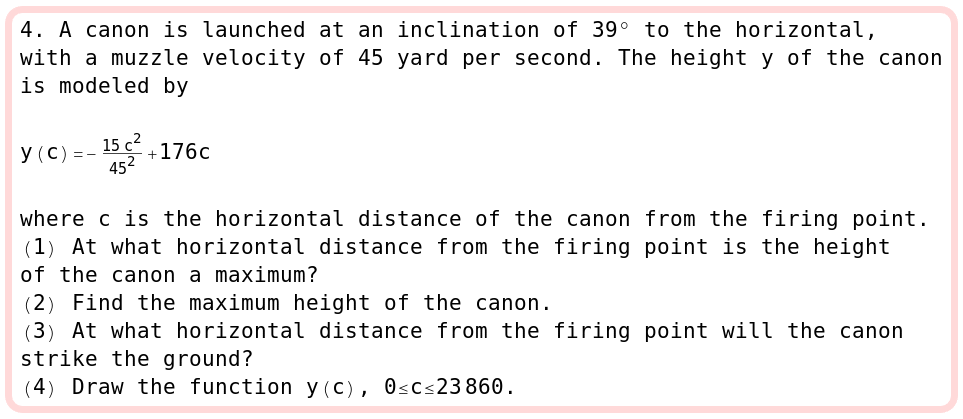 4. A canon is launched at an inclination of 39° to the horizontal,
with a muzzle velocity of 45 yard per second. The height y of the canon
is modeled by
y(c)=-\frac{15 c^2}{45^2}+176c
where c is the horizontal distance of the canon from the firing point.
(1) At what horizontal distance from the firing point is the height
of the canon a maximum?
(2) Find the maximum height of the canon.
(3) At what horizontal distance from the firing point will the canon
strike the ground?
(4) Draw the function y(c), 0≤c≤23860.